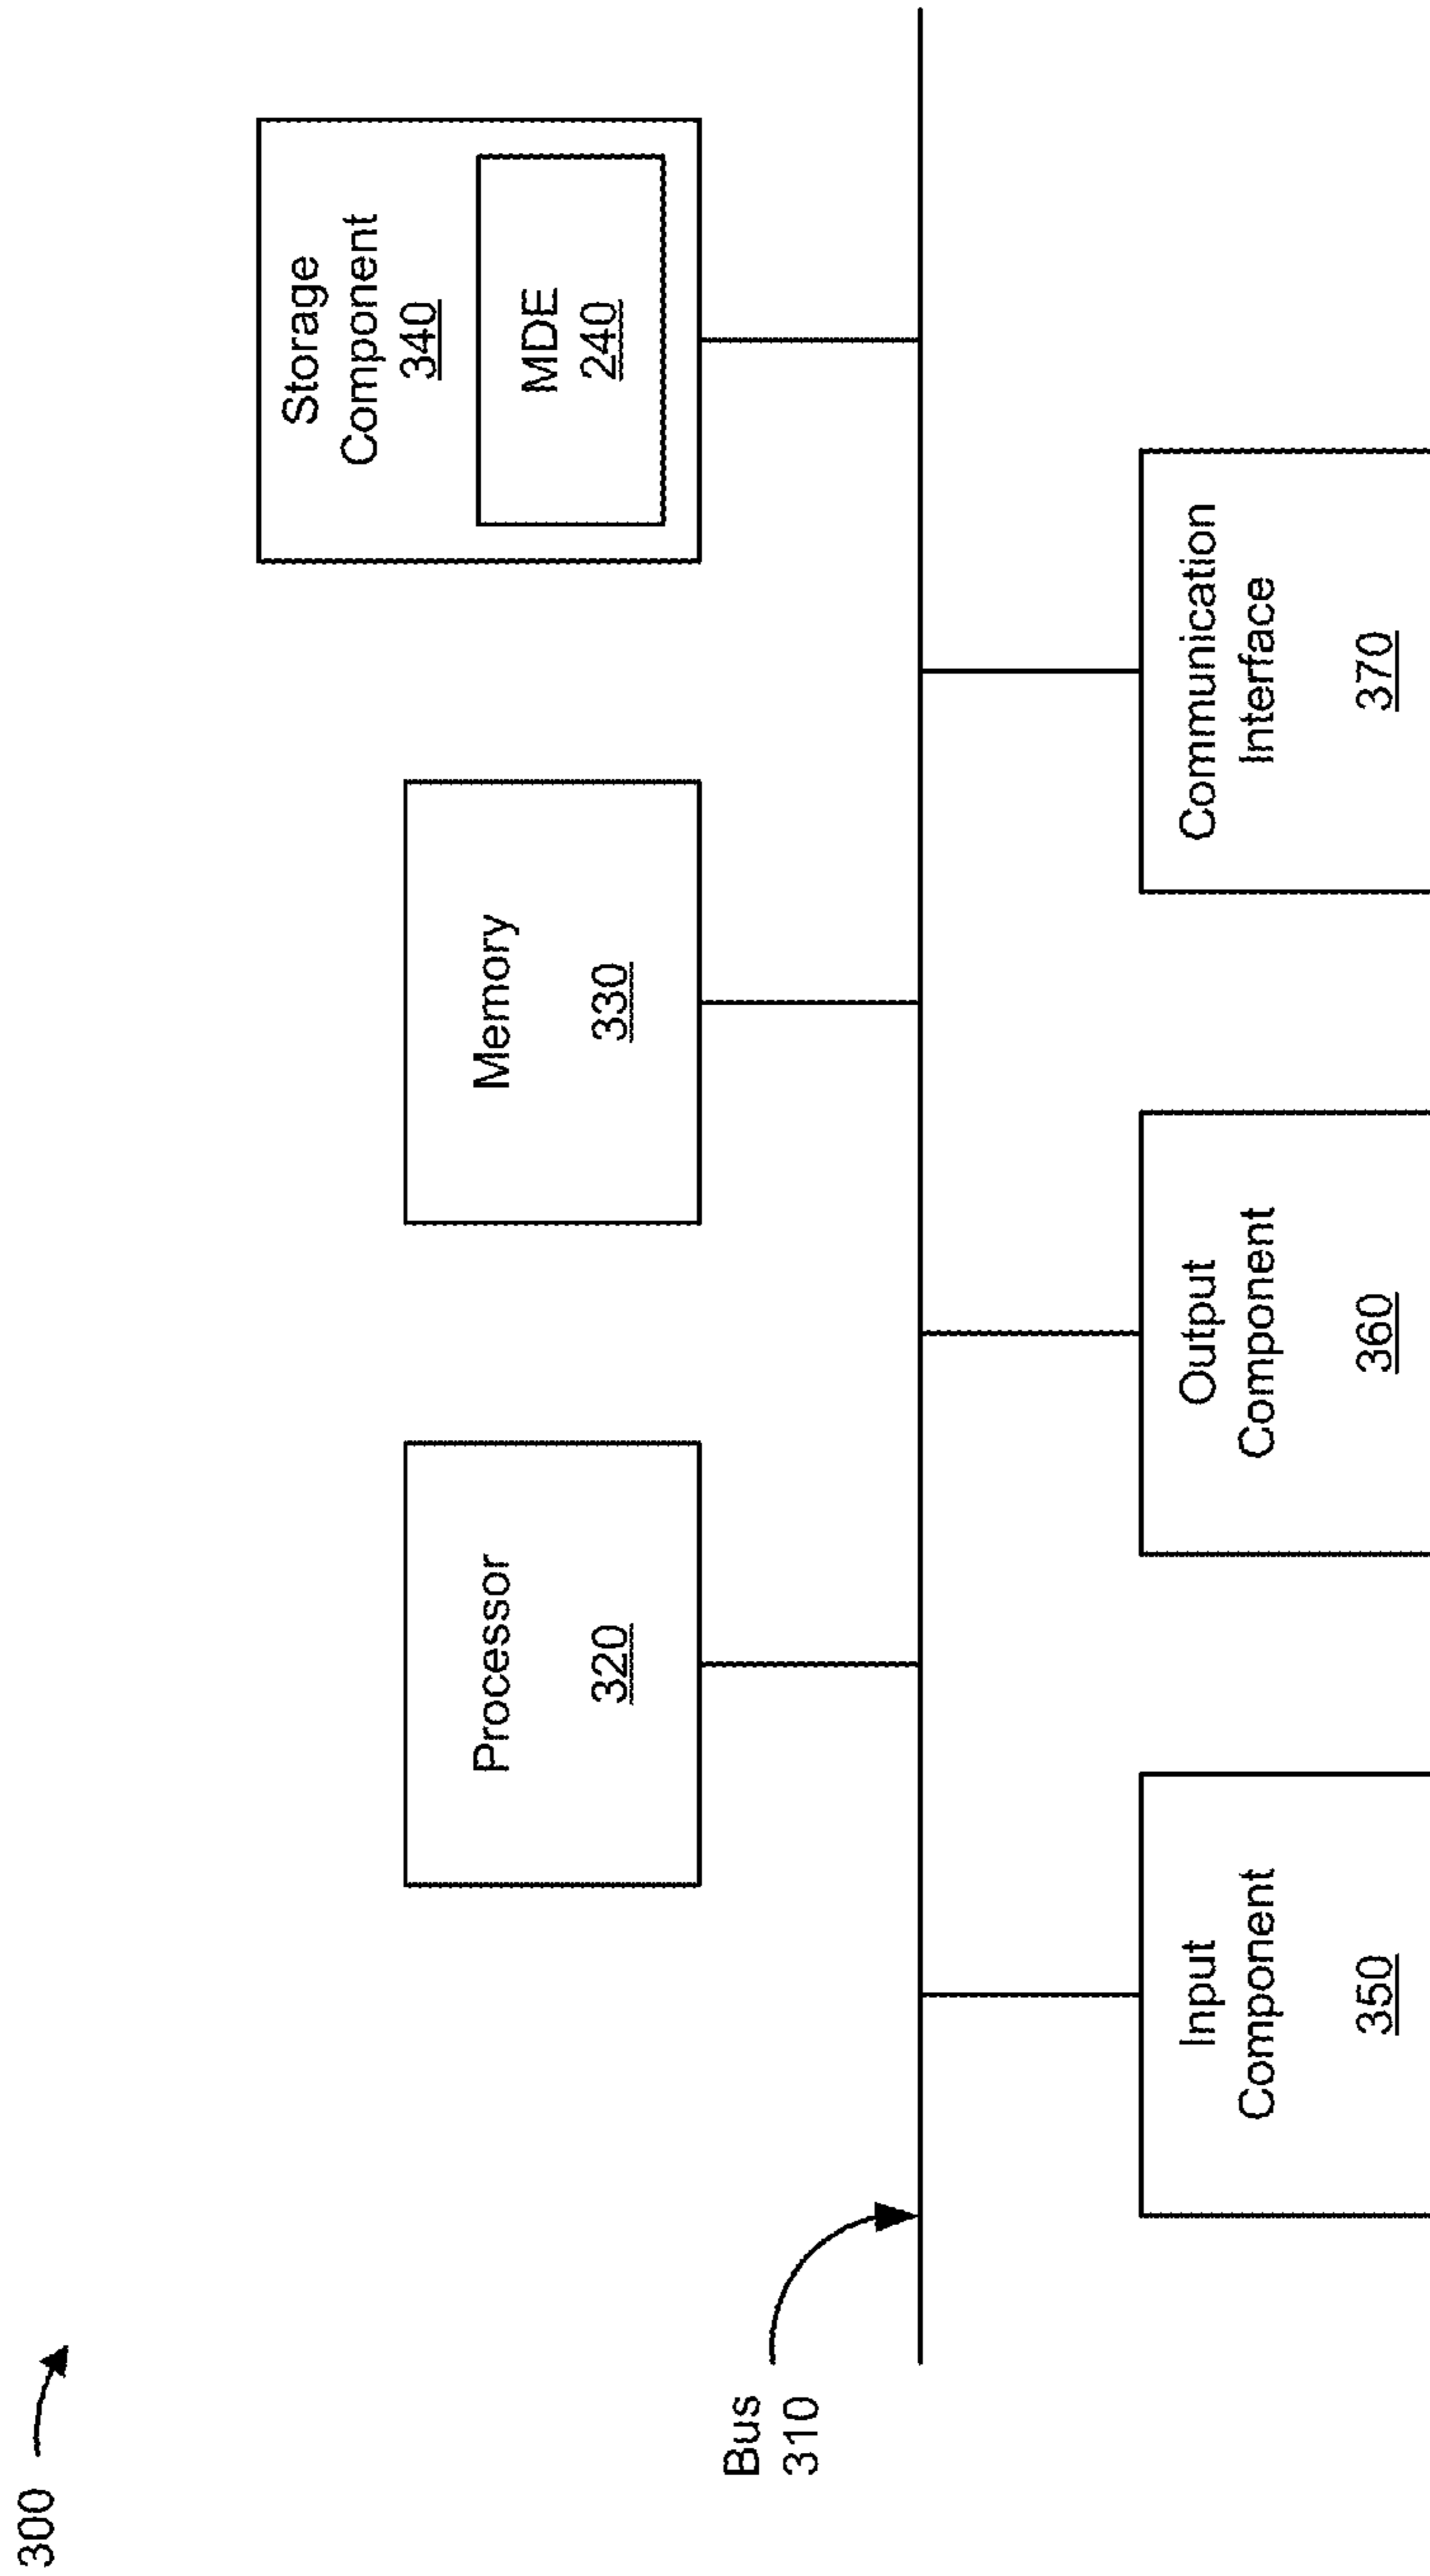 300
Processor
320
Memory
330
Storage
Component
340
MDE
240
Bus
310
Input
Component
350
Output
Component
360
Communication
Interface
370